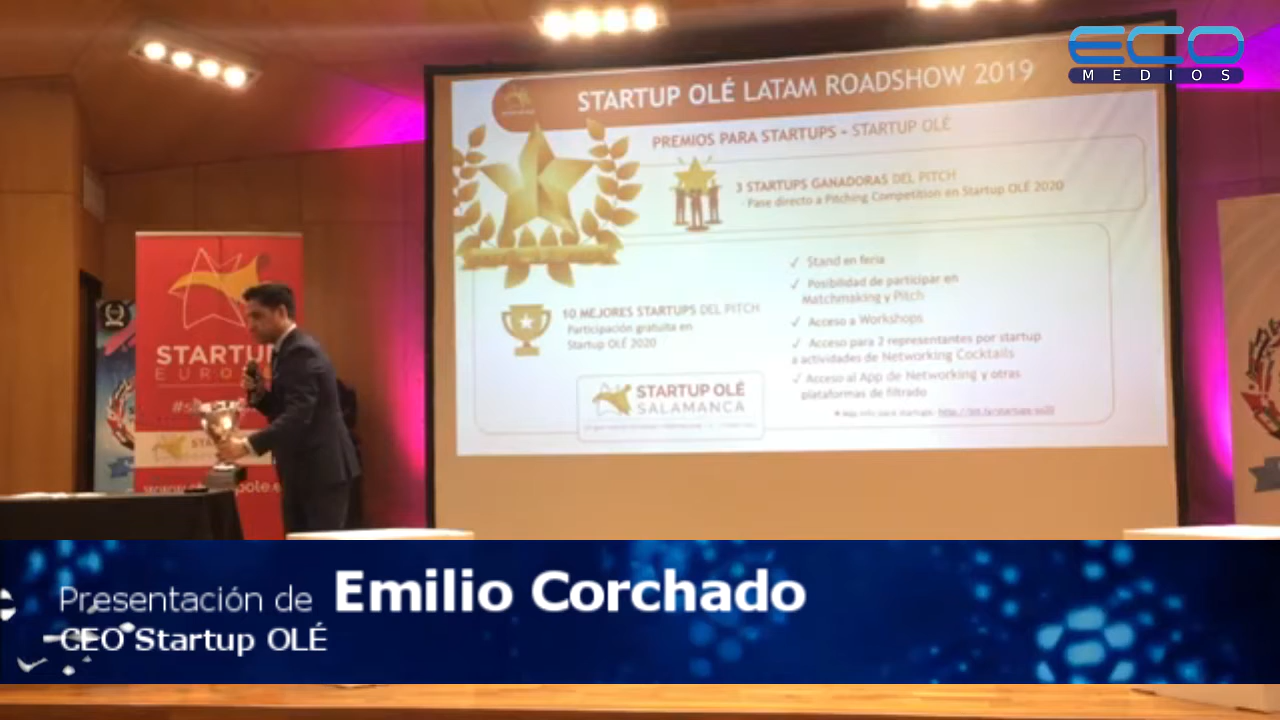 ECO
MEDIOS
STARTUP OLÉ LATAM ROADSHOW 2019
PREMIOS PARA STARTUPS - STARTUP OLÉ
3 STARTUPS GANADORAS DEL PITCH
- Pase directo a Pitching Competition en Startup OLÉ 2020
10 MEJORES STARTUPS DEL PITCH
Participación gratuita en
Startup OLÉ 2020
✓ Stand en feria
✓ Posibilidad de participar en
Matchmaking y Pitch
✓ Acceso a Workshops
✓ Acceso para 2 representantes por startup
a actividades de Networking Cocktails
✓ Acceso al App de Networking y otras
plataformas de filtrado
STARTUP OLÉ
SALAMANCA
STARTUP
EURO
Presentación de Emilio Corchado
CEO Startup OLÉ